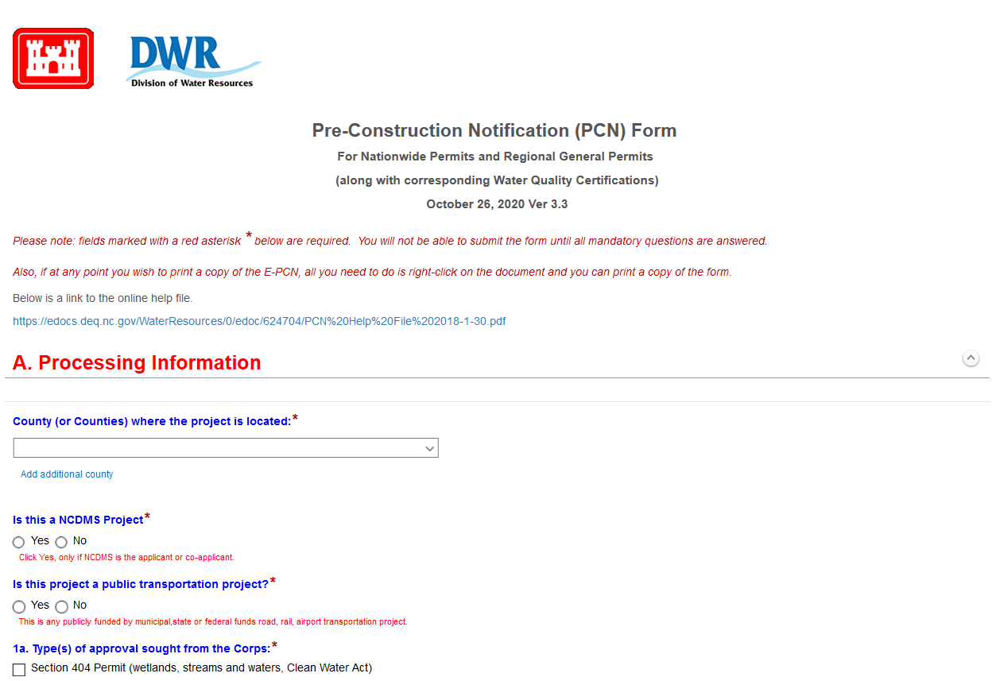 DWR
Division of Water Resources
Pre-Construction Notification (PCN) Form
For Nationwide Permits and Regional General Permits
(along with corresponding Water Quality Certifications)
October 26, 2020 Ver 3.3
Please note: fields marked with a red asterisk * below are required.  You will not be able to submit the form until all mandatory questions are answered.
Also, if at any point you wish to print a copy of the E-PCN, all you need to do is right-click on the document and you can print a copy of the form.
Below is a link to the online help file.
https://edocs.deq.nc.gov/WaterResources/0/edoc/624704/PCN%20Help%20File%202018-1-30.pdf
A. Processing Information
County (or Counties) where the project is located:*
Add additional county
Is this a NCDMS Project*
Yes No
Click Yes, only if NCDMS is the applicant or co-applicant.
Is this project a public transportation project?*
Yes No
This is any publicly funded by municipal,state or federal funds road, rail, airport transportation project.
1a. Type(s) of approval sought from the Corps:*
Section 404 Permit (wetlands, streams and waters, Clean Water Act)